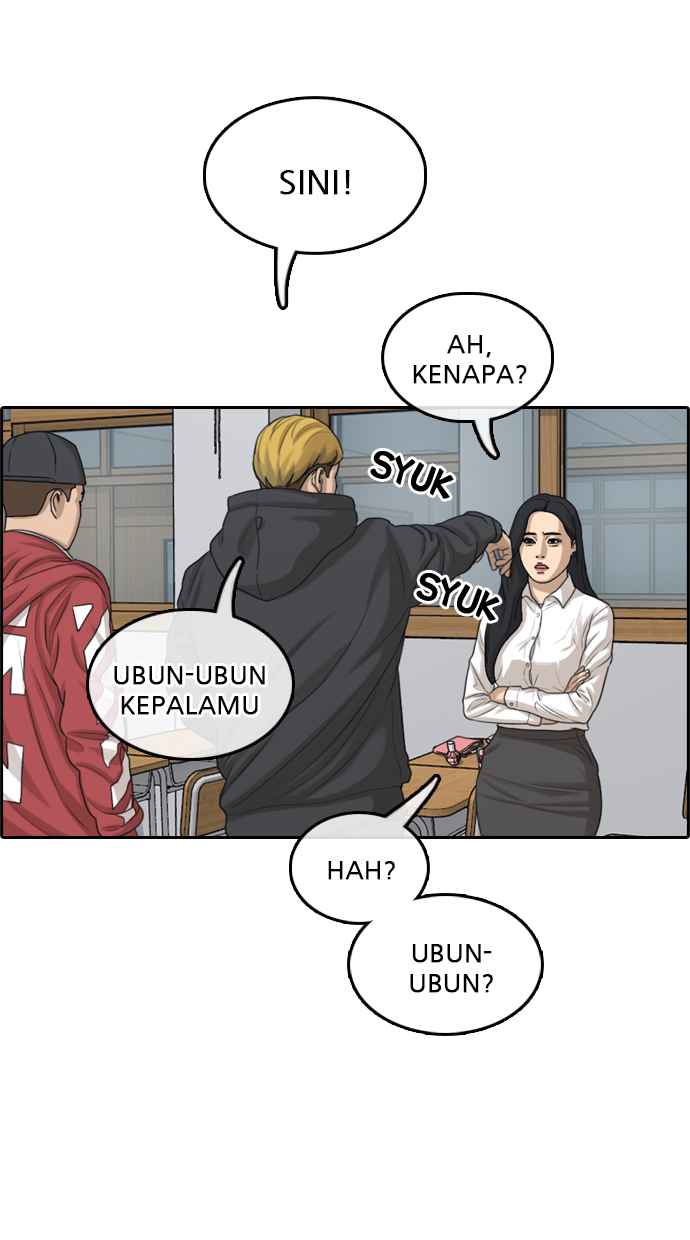 SINI!
AH,
KENAPA?
SYUK
SYUK
UBUN-UBUN
KEPALAMU
HAH?
UBUN-
UBUN?